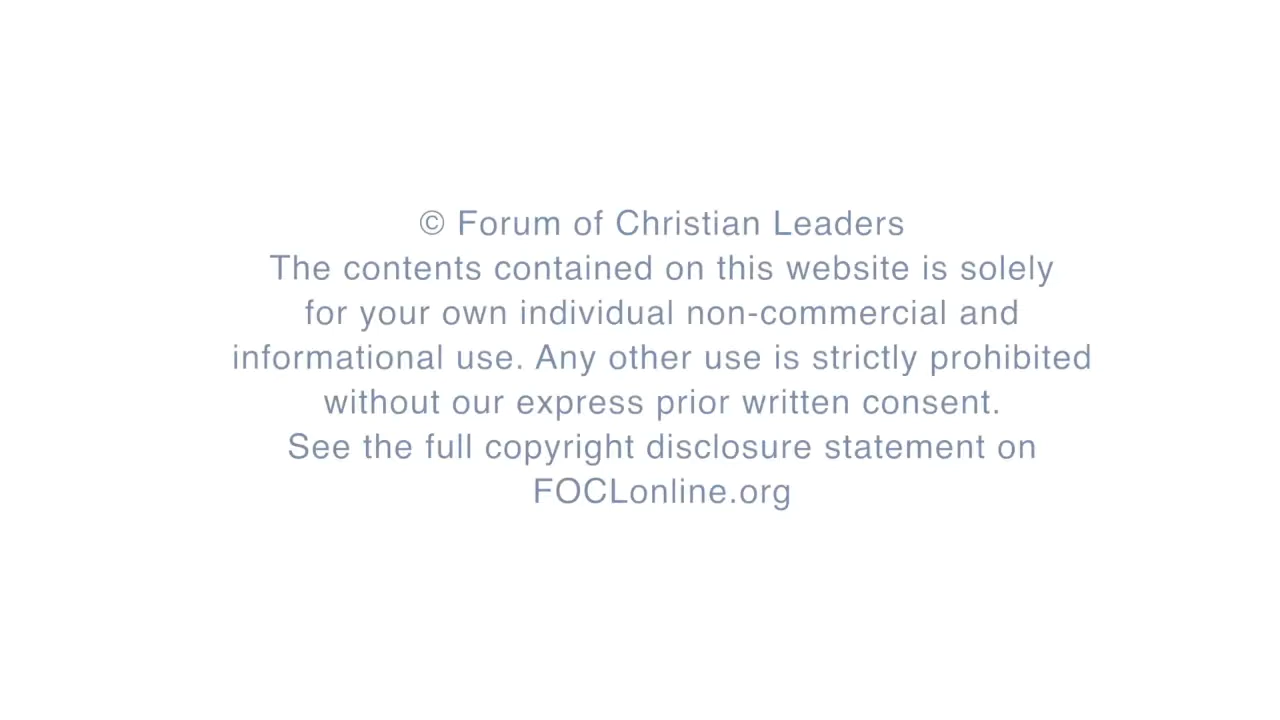 © Forum of Christian Leaders
The contents contained on this website is solely
for your own individual non-commercial and
informational use. Any other use is strictly prohibited
without our express prior written consent.
See the full copyright disclosure statement on
FOCLonline.org